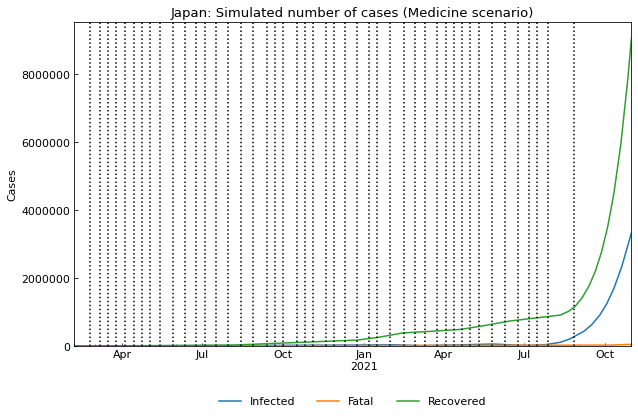 Japan: Simulated number of cases (Medicine scenario)
8000000
6000000
4000000
2000000
0
Cases
Apr Jul Oct Jan Apr Jul Oct
2021
Infected Fatal Recovered